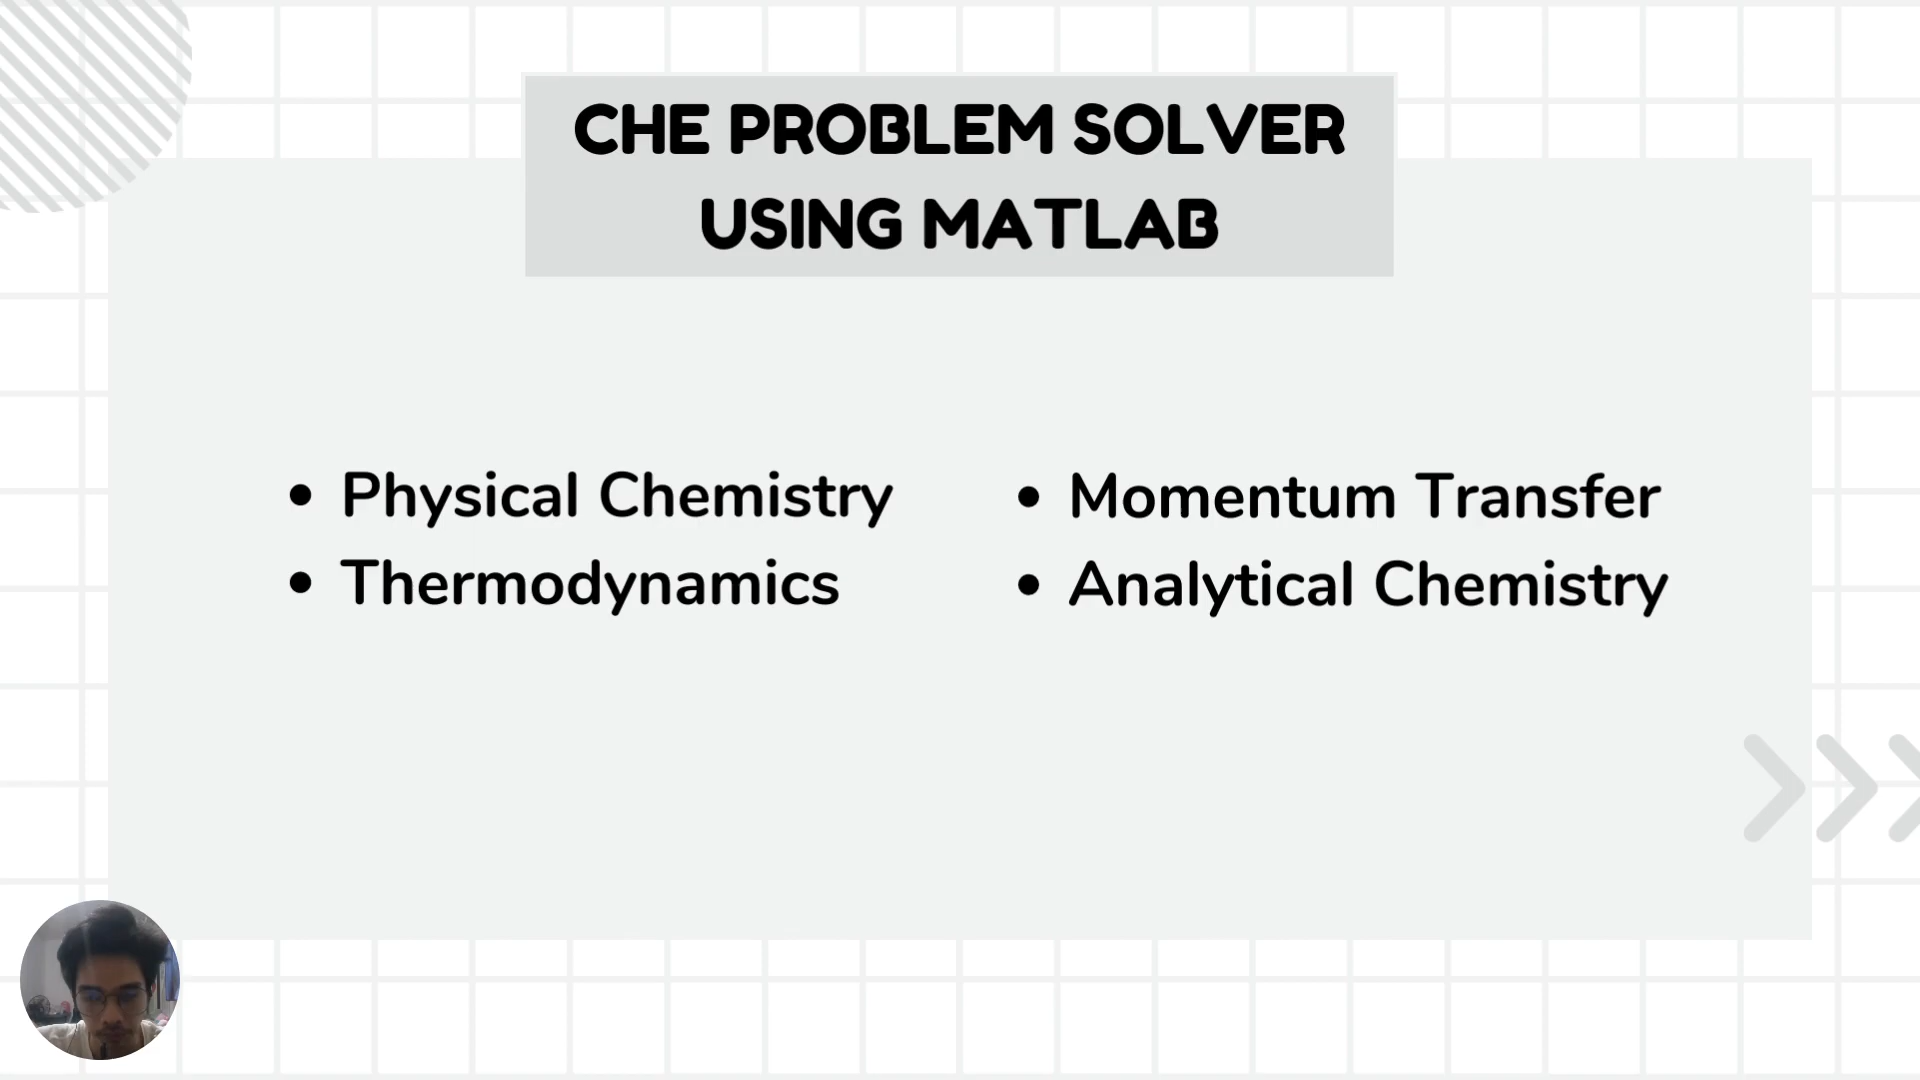 CHE PROBLEM SOLVER
USING MATLAB
• Physical Chemistry
• Thermodynamics
• Momentum Transfer
• Analytical Chemistry